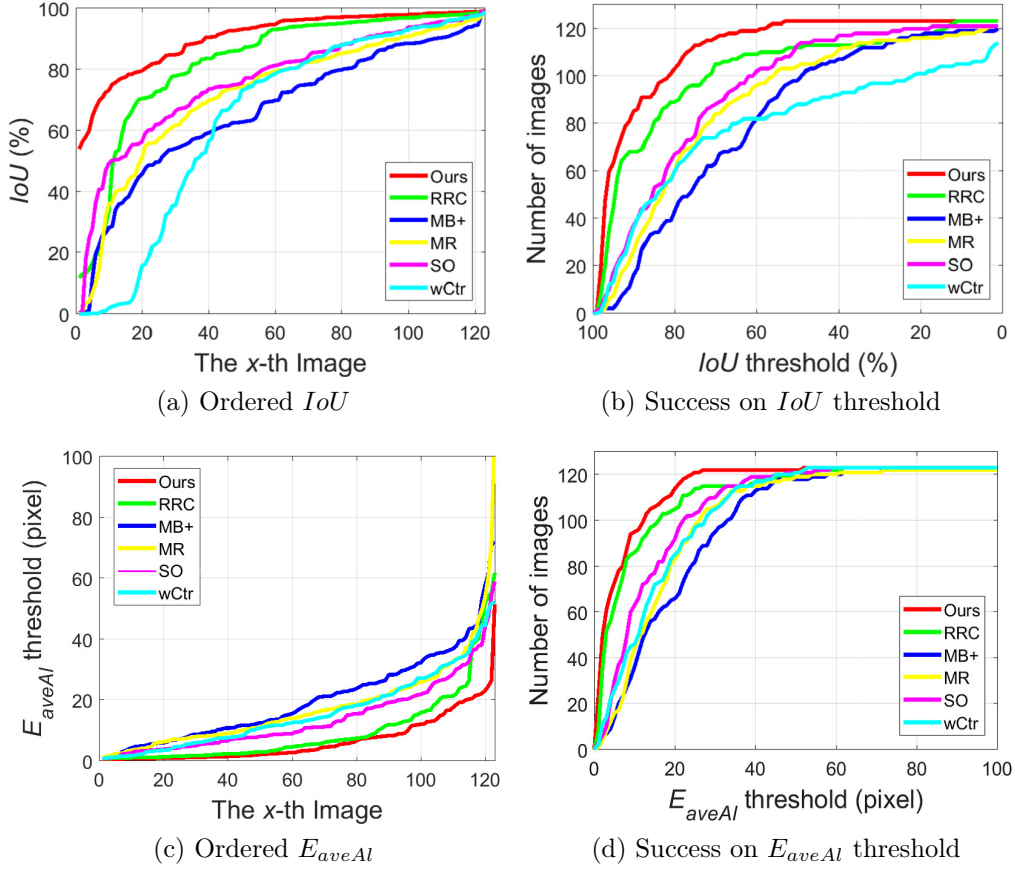 100
80
60
40
20
0
IoU (%)
Ours
RRC
MB+
MR
SO
wCtr
0 20 40 60 80 100 120
The x-th Image
(a) Ordered IoU
120
100
80
60
40
20
0
Number of images
Ours
RRC
MB+
MR
SO
wCtr
100 80 60 40 20 0
IoU threshold (%)
(b) Success on IoU threshold
100
80
60
40
20
0
E_aveAl threshold (pixel)
Ours
RRC
MB+
MR
SO
wCtr
0 20 40 60 80 100 120
The x-th Image
(c) Ordered E_aveAl
120
100
80
60
40
20
0
Number of images
Ours
RRC
MB+
MR
SO
wCtr
0 20 40 60 80 100
E_aveAl threshold (pixel)
(d) Success on E_aveAl threshold